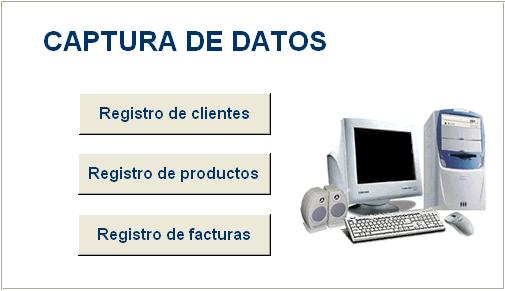 CAPTURA DE DATOS
Registro de clientes
Registro de productos
Registro de facturas